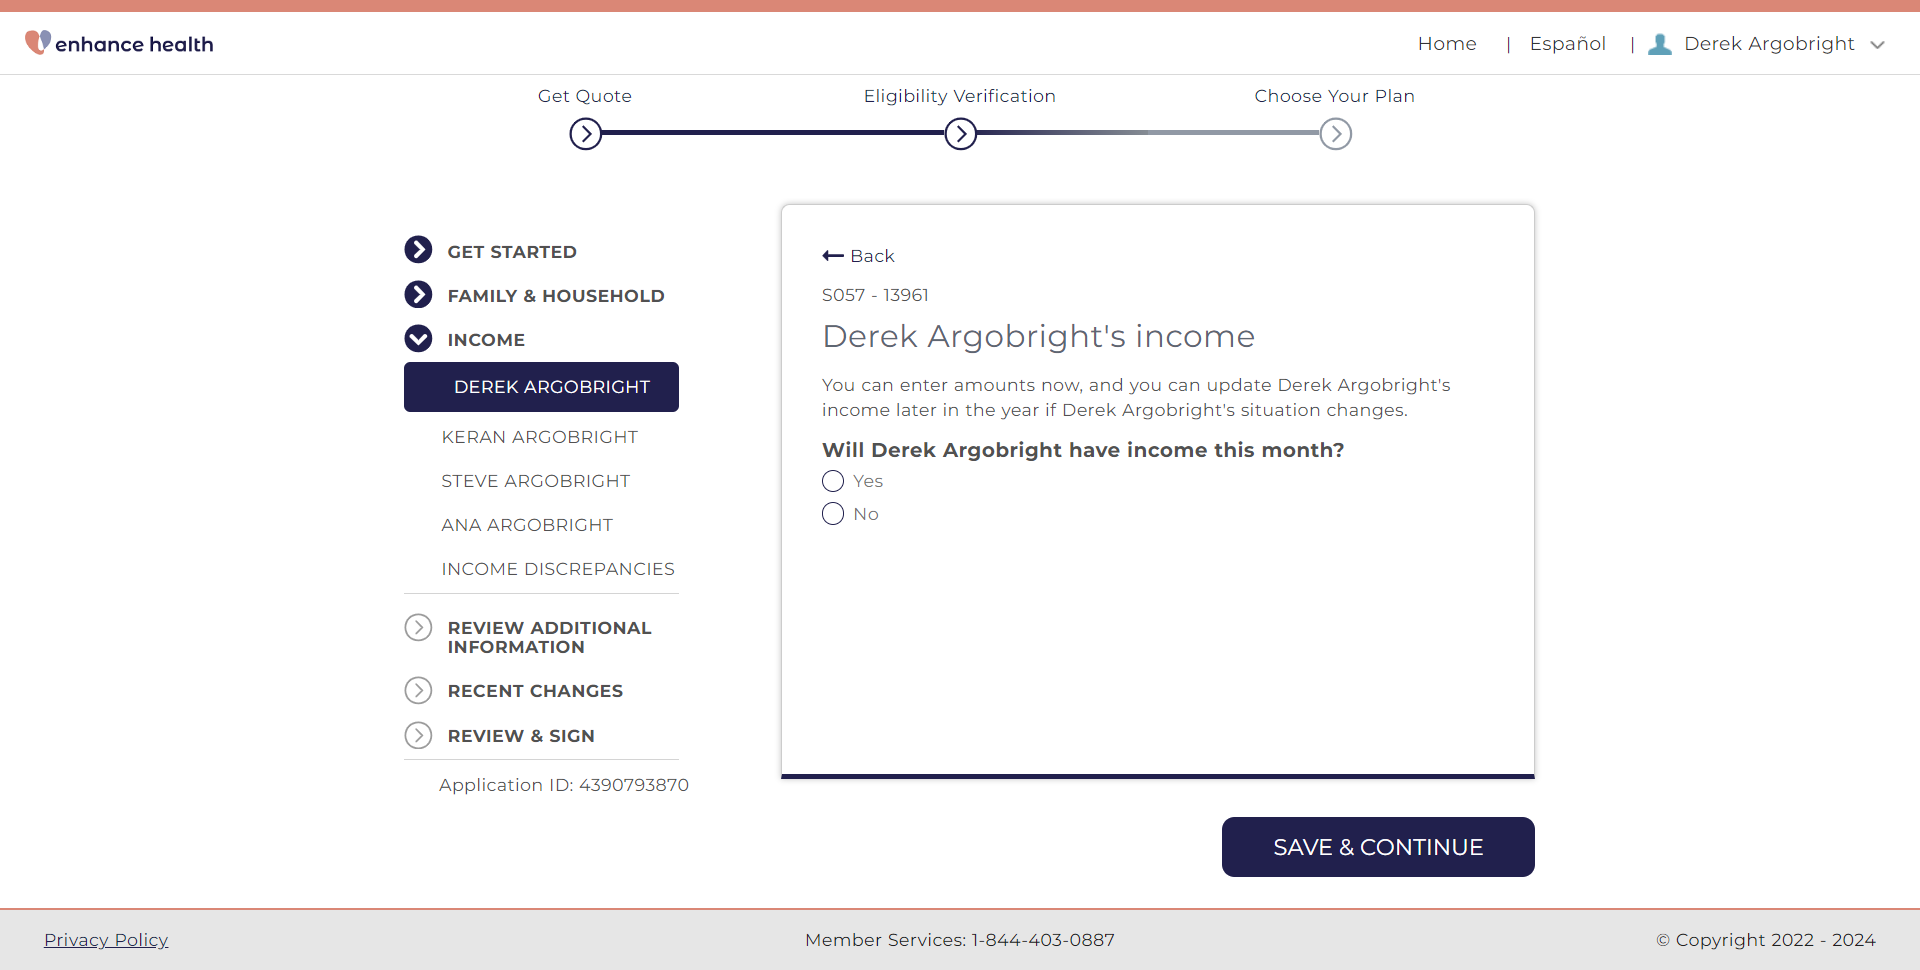 enhance health
Home | Español | Derek Argobright
Get Quote
Eligibility Verification
Choose Your Plan
GET STARTED
FAMILY & HOUSEHOLD
INCOME
DEREK ARGOBRIGHT
KERAN ARGOBRIGHT
STEVE ARGOBRIGHT
ANA ARGOBRIGHT
INCOME DISCREPANCIES
REVIEW ADDITIONAL
INFORMATION
RECENT CHANGES
REVIEW & SIGN
Application ID: 4390793870
Back
S057 - 13961
Derek Argobright's income
You can enter amounts now, and you can update Derek Argobright's
income later in the year if Derek Argobright's situation changes.
Will Derek Argobright have income this month?
Yes
No
SAVE & CONTINUE
Privacy Policy
Member Services: 1-844-403-0887
© Copyright 2022 - 2024